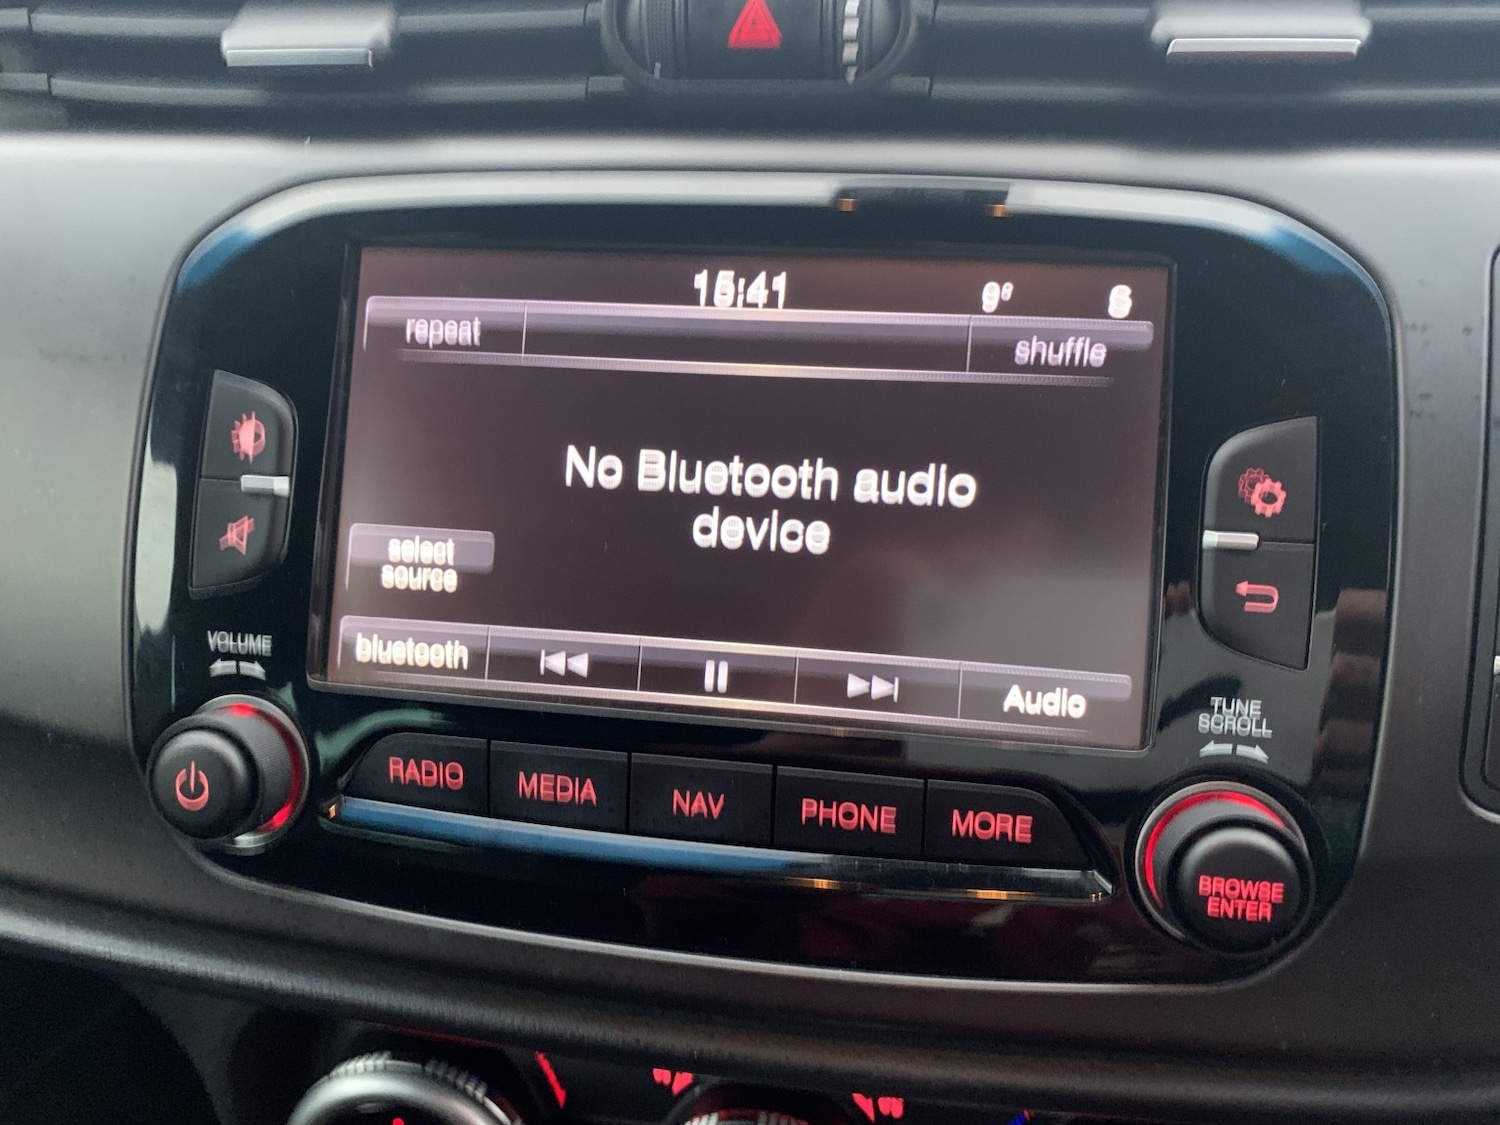 15:41 9° S
repeat shuffle
No Bluetooth audio
device
select
source
bluetooth Audio
VOLUME
TUNE
SCROLL
RADIO MEDIA NAV PHONE MORE
BROWSE
ENTER